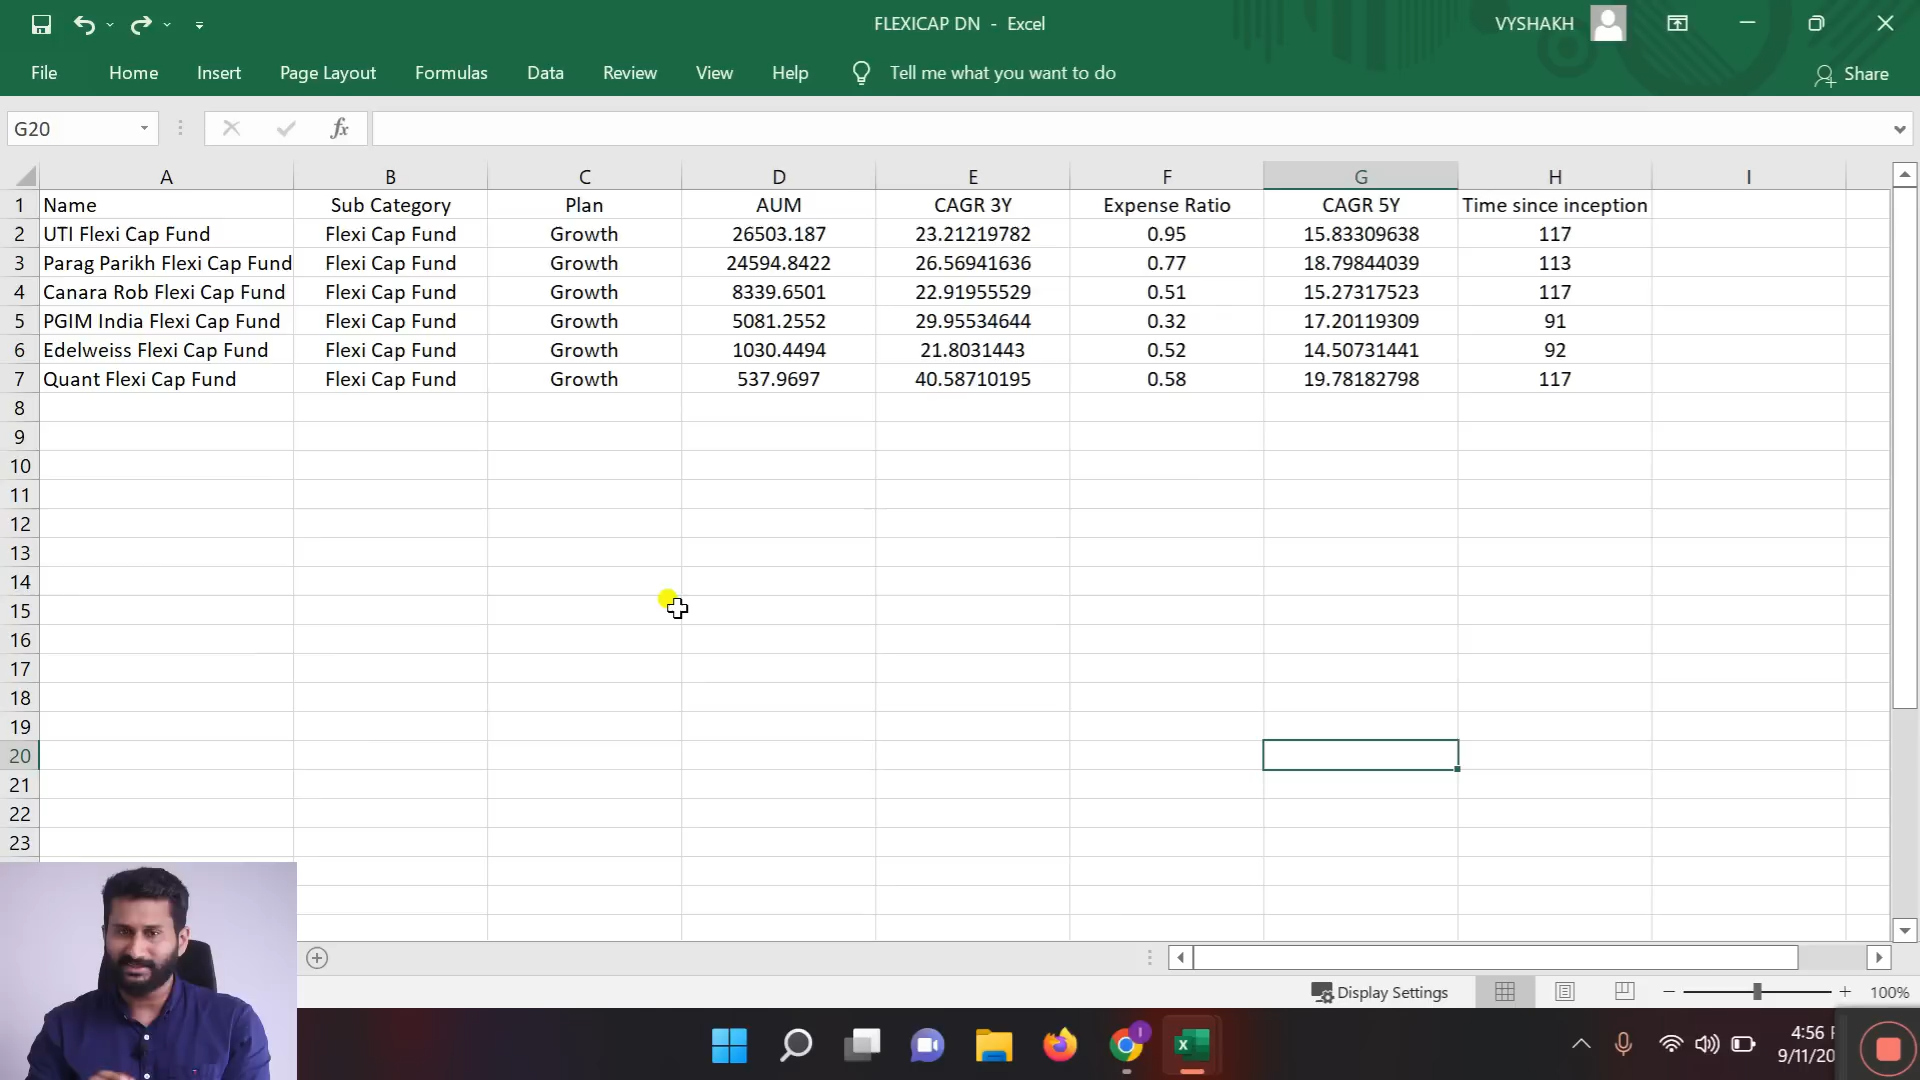 FLEXICAP DN - Excel
VYSHAKH
File Home Insert Page Layout Formulas Data Review View Help Tell me what you want to do Share
G20 fx
A B C D E F G H I
1 Name Sub Category Plan AUM CAGR 3Y Expense Ratio CAGR 5Y Time since inception
2 UTI Flexi Cap Fund Flexi Cap Fund Growth 26503.187 23.21219782 0.95 15.83309638 117
3 Parag Parikh Flexi Cap Fund Flexi Cap Fund Growth 24594.8422 26.56941636 0.77 18.79844039 113
4 Canara Rob Flexi Cap Fund Flexi Cap Fund Growth 8339.6501 22.91955529 0.51 15.27317523 117
5 PGIM India Flexi Cap Fund Flexi Cap Fund Growth 5081.2552 29.95534644 0.32 17.20119309 91
6 Edelweiss Flexi Cap Fund Flexi Cap Fund Growth 1030.4494 21.8031443 0.52 14.50731441 92
7 Quant Flexi Cap Fund Flexi Cap Fund Growth 537.9697 40.58710195 0.58 19.78182798 117
8
9
10
11
12
13
14
15
16
17
18
19
20
21
22
23
Display Settings 100%
4:56
9/11/20